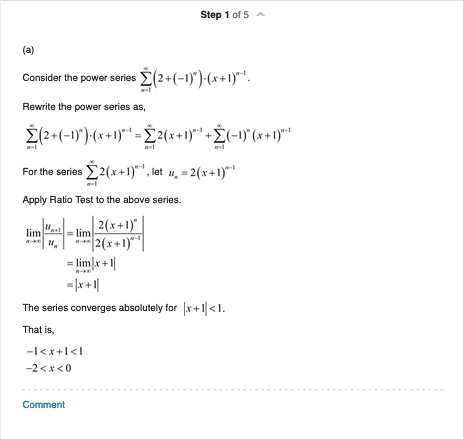 Step 1 of 5
(a)
Consider the power series $\sum_{n=1}^{\infty}(2+(-1)^n)\cdot(x+1)^{n-1}$.
Rewrite the power series as,
$\sum_{n=1}^{\infty}(2+(-1)^n)\cdot(x+1)^{n-1}=\sum_{n=1}^{\infty}2(x+1)^{n-1}+\sum_{n=1}^{\infty}(-1)^n(x+1)^{n-1}$
For the series $\sum_{n=1}^{\infty}2(x+1)^{n-1}$, let $u_n=2(x+1)^{n-1}$
Apply Ratio Test to the above series.
$\lim_{n\to\infty}\left|\frac{u_{n+1}}{u_n}\right|=\lim_{n\to\infty}\left|\frac{2(x+1)^n}{2(x+1)^{n-1}}\right|$
$=\lim_{n\to\infty}|x+1|$
$=|x+1|$
The series converges absolutely for $|x+1|<1$.
That is,
$-1<x+1<1$
$-2<x<0$
Comment